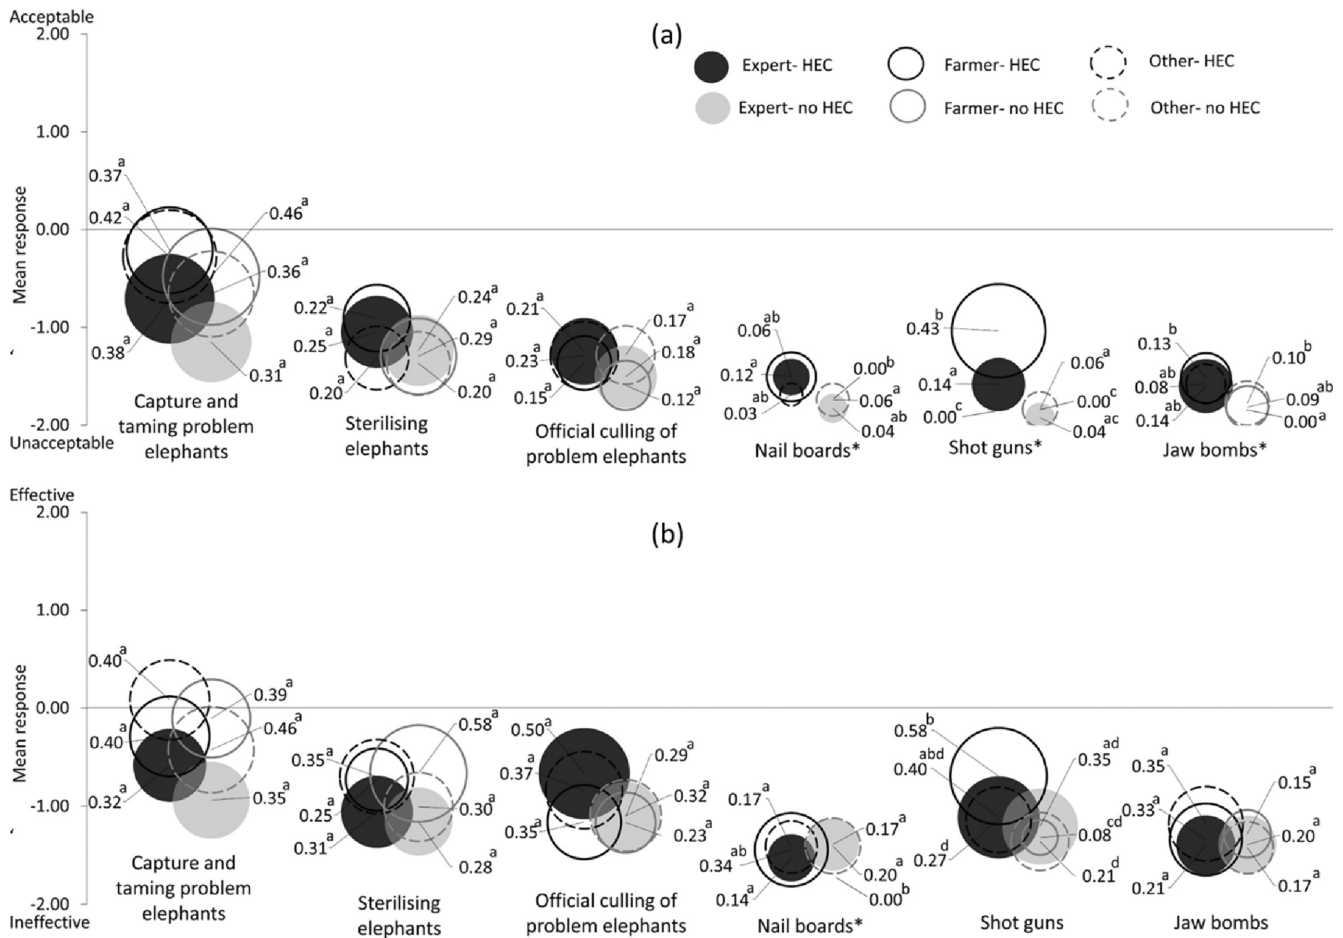 Acceptable
2.00
(a)
Expert- HEC
Farmer- HEC
Other- HEC
Expert- no HEC
Farmer- no HEC
Other- no HEC
1.00
0.00
-1.00
-2.00
Mean response
Unacceptable
0.37a
0.42a
0.46a
0.36a
0.38a
0.31a
Capture and
taming problem
elephants
0.22a
0.25a
0.20a
0.24a
0.29a
0.20a
Sterilising
elephants
0.21a
0.23a
0.15a
0.17a
0.18a
0.12a
Official culling of
problem elephants
0.06ab
0.12a
0.03ab
0.00b
0.06a
0.04ab
Nail boards*
0.43b
0.14a
0.00c
0.06a
0.00c
0.04ac
Shot guns*
0.13b
0.08ab
0.14ab
0.10b
0.09ab
0.00a
Jaw bombs*
Effective
2.00
(b)
1.00
0.00
-1.00
-2.00
Mean response
Ineffective
0.40a
0.40a
0.32a
0.39a
0.46a
0.35a
Capture and
taming problem
elephants
0.35a
0.25a
0.31a
0.58a
0.30a
0.28a
Sterilising
elephants
0.50a
0.37a
0.35a
0.29a
0.32a
0.23a
Official culling of
problem elephants
0.17a
0.34ab
0.14a
0.17a
0.20a
0.00b
Nail boards*
0.58b
0.40abd
0.27d
0.35ad
0.08cd
0.21d
Shot guns
0.35a
0.33a
0.21a
0.15a
0.20a
0.17a
Jaw bombs